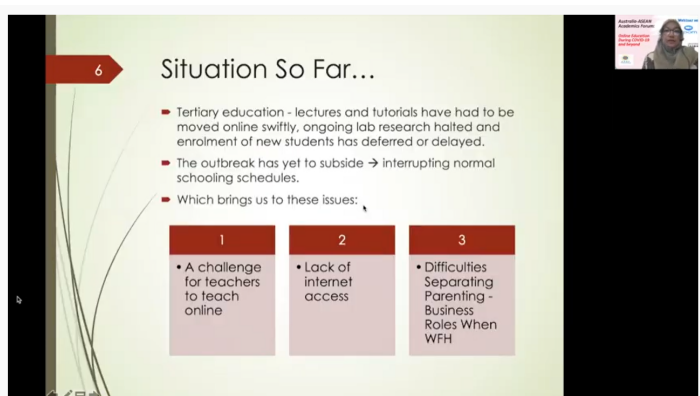 6
Situation So Far...
Tertiary education - lectures and tutorials have had to be
moved online swiftly, ongoing lab research halted and
enrolment of new students has deferred or delayed.
The outbreak has yet to subside → interrupting normal
schooling schedules.
Which brings us to these issues:
1
• A challenge
for teachers
to teach
online
2
• Lack of
internet
access
3
• Difficulties
Separating
Parenting -
Business
Roles When
WFH
Australia-ASEAN
Academics Forum
Online Education
During COVID-19
and beyond